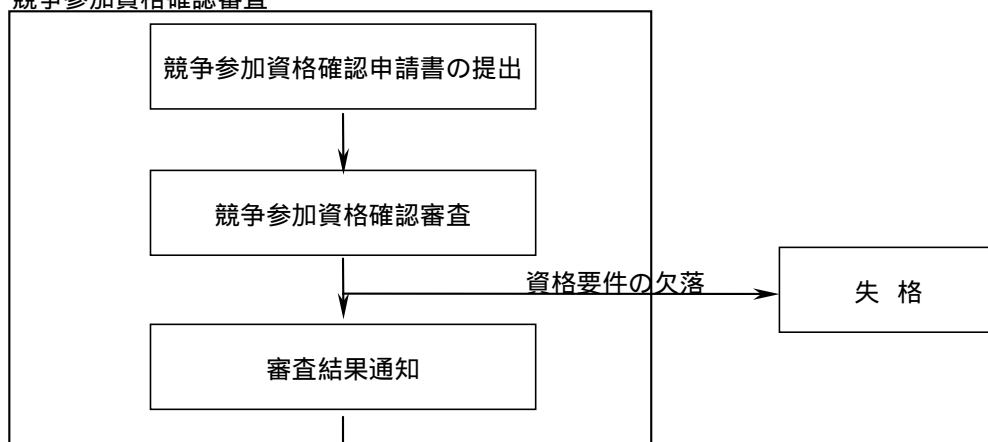 競争参加資格確認審査
競争参加資格確認申請書の提出
競争参加資格確認審査
資格要件の欠落
失 格
審査結果通知